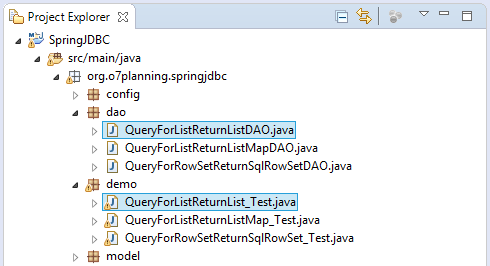 Project Explorer
SpringJDBC
src/main/java
org.o7planning.springjdbc
config
dao
QueryForListReturnListDAO.java
QueryForListReturnListMapDAO.java
QueryForRowSetReturnSqlRowSetDAO.java
demo
QueryForListReturnList_Test.java
QueryForListReturnListMap_Test.java
QueryForRowSetReturnSqlRowSet_Test.java
model